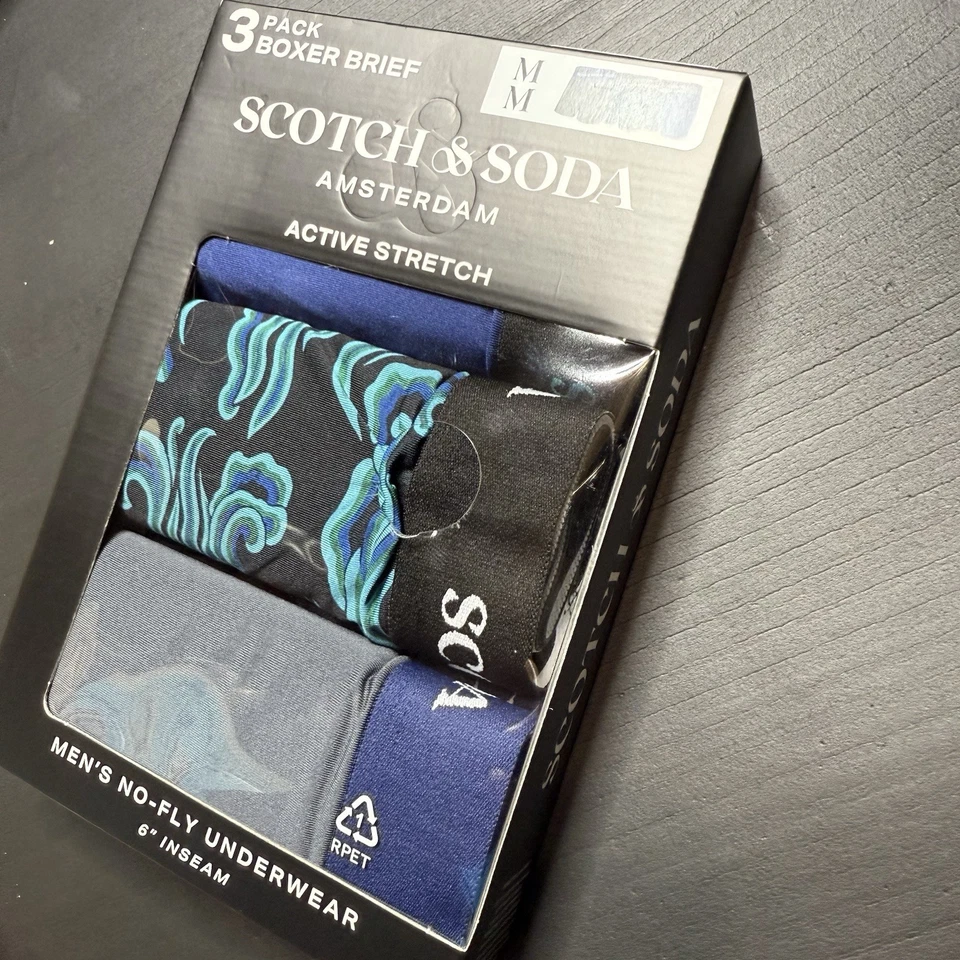 3 PACK
BOXER BRIEF
M
M
SCOTCH & SODA
AMSTERDAM
ACTIVE STRETCH
SC
MEN'S NO-FLY UNDERWEAR
6" INSEAM
1
RPET
SCOTCH & SODA